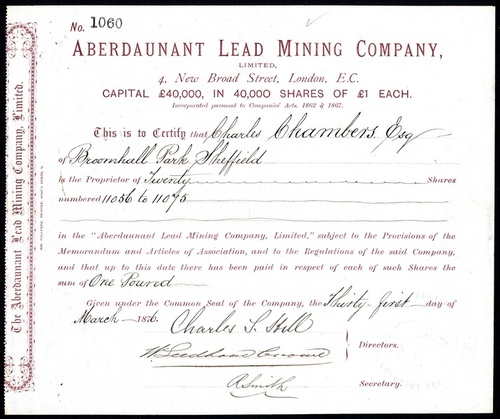 No. 1060
ABERDAUNANT LEAD MINING COMPANY,
LIMITED,
4, New Broad Street, London, E.C.
CAPITAL £40,000, IN 40,000 SHARES OF £1 EACH.
Incorporated pursuant to Companies' Acts, 1862 & 1867.
This is to Certify that Charles Chambers Esq
of Broomhall Park Sheffield
is the Proprietor of Twenty Shares
numbered 11056 to 11075
in the "Aberdaunant Lead Mining Company, Limited," subject to the Provisions of the
Memorandum and Articles of Association, and to the Regulations of the said Company,
and that up to this date there has been paid in respect of each of such Shares the
sum of One Pound
Given under the Common Seal of the Company, the Thirty first day of
March 1876
Charles S. Hill
Directors.
A Smith
Secretary.
The Aberdaunant Lead Mining Company, Limited.